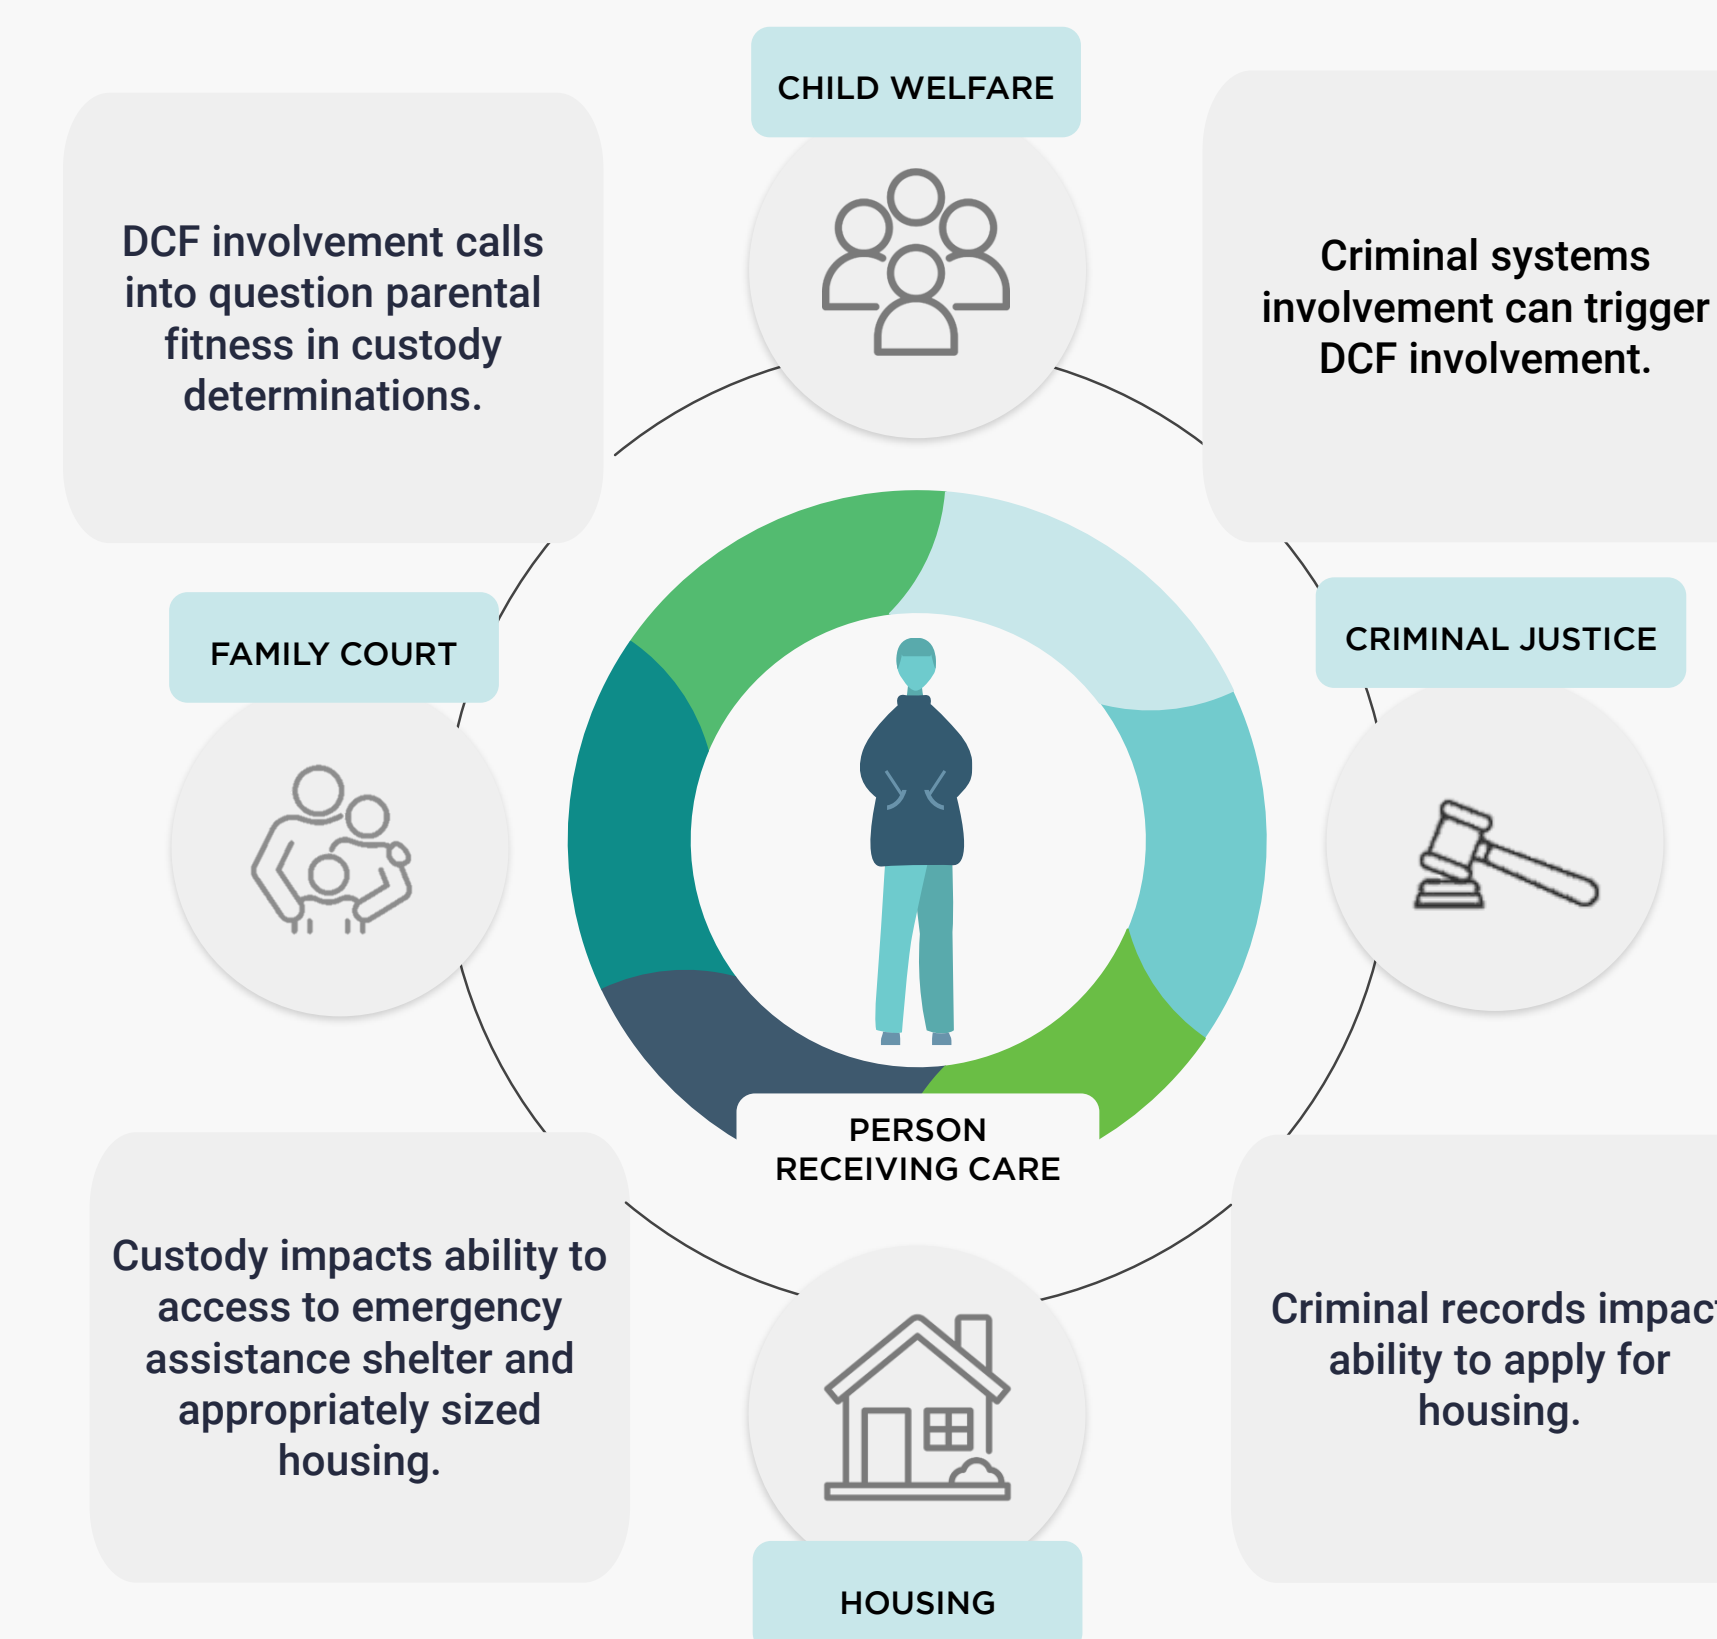 CHILD WELFARE
DCF involvement calls
into question parental
fitness in custody
determinations.
Criminal systems
involvement can trigger
DCF involvement.
FAMILY COURT
CRIMINAL JUSTICE
PERSON
RECEIVING CARE
Custody impacts ability to
access to emergency
assistance shelter and
appropriately sized
housing.
Criminal records impact
ability to apply for
housing.
HOUSING